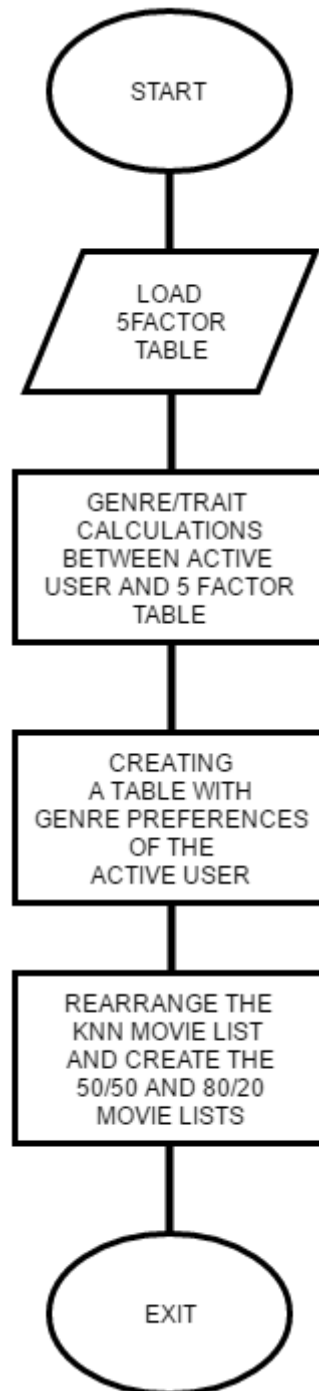 START
LOAD
5FACTOR
TABLE
GENRE/TRAIT
CALCULATIONS
BETWEEN ACTIVE
USER AND 5 FACTOR
TABLE
CREATING
A TABLE WITH
GENRE PREFERENCES
OF THE
ACTIVE USER
REARRANGE THE
KNN MOVIE LIST
AND CREATE THE
50/50 AND 80/20
MOVIE LISTS
EXIT